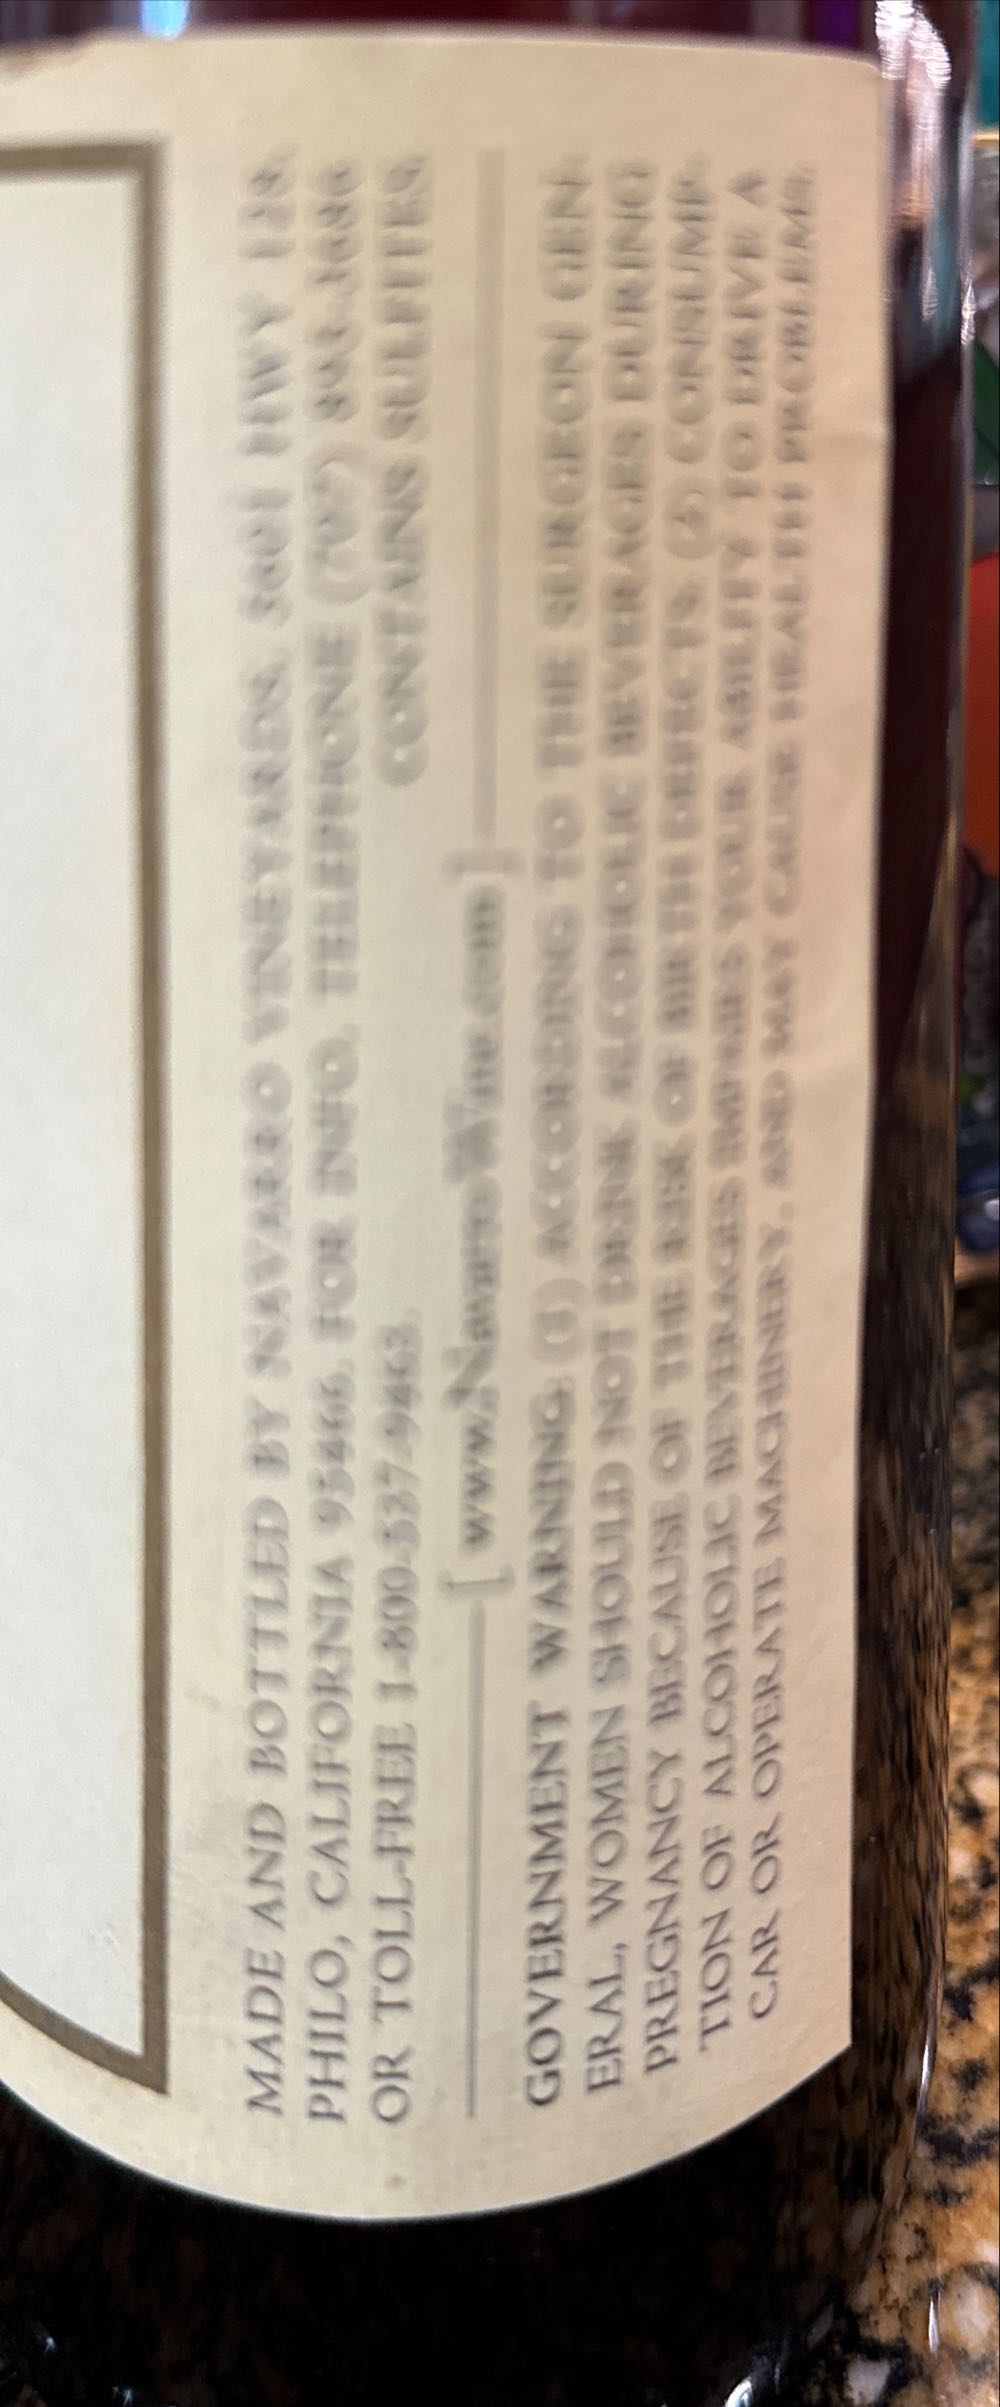 MADE AND BOTTLED BY NAVARRO VINEYARDS, 5601 HWY 128,
PHILO, CALIFORNIA 95466. FOR INFO. TELEPHONE (707) 895-3686
OR TOLL-FREE 1-800-537-9463. CONTAINS SULFITES.
[ www.NavarroWine.com ]
GOVERNMENT WARNING: (1) ACCORDING TO THE SURGEON GEN-
ERAL, WOMEN SHOULD NOT DRINK ALCOHOLIC BEVERAGES DURING
PREGNANCY BECAUSE OF THE RISK OF BIRTH DEFECTS. (2) CONSUMP-
TION OF ALCOHOLIC BEVERAGES IMPAIRS YOUR ABILITY TO DRIVE A
CAR OR OPERATE MACHINERY, AND MAY CAUSE HEALTH PROBLEMS.